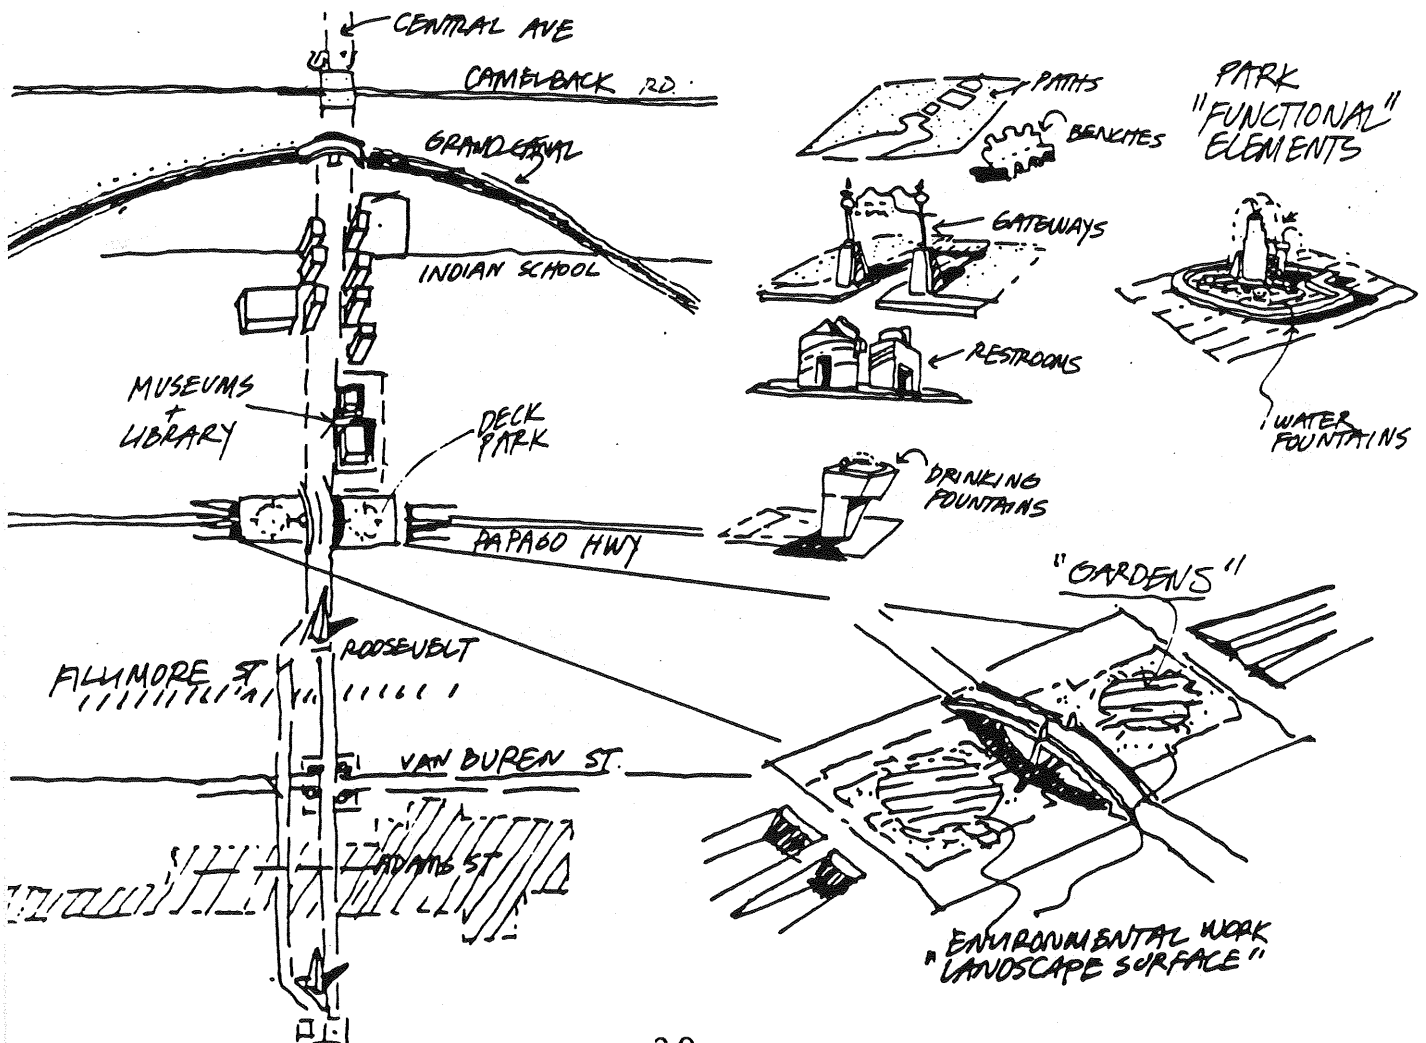 CENTRAL AVE
CAMELBACK RD.
GRAND CANAL
INDIAN SCHOOL
MUSEUMS
+
LIBRARY
DECK
PARK
PAPAGO HWY
ROOSEVELT
FILLMORE ST
VAN BUREN ST.
ADAMS ST
PATHS
BENCHES
GATEWAYS
RESTROOMS
DRINKING
FOUNTAINS
PARK
"FUNCTIONAL"
ELEMENTS
WATER
FOUNTAINS
"GARDENS"
"ENVIRONMENTAL WORK
LANDSCAPE SURFACE"